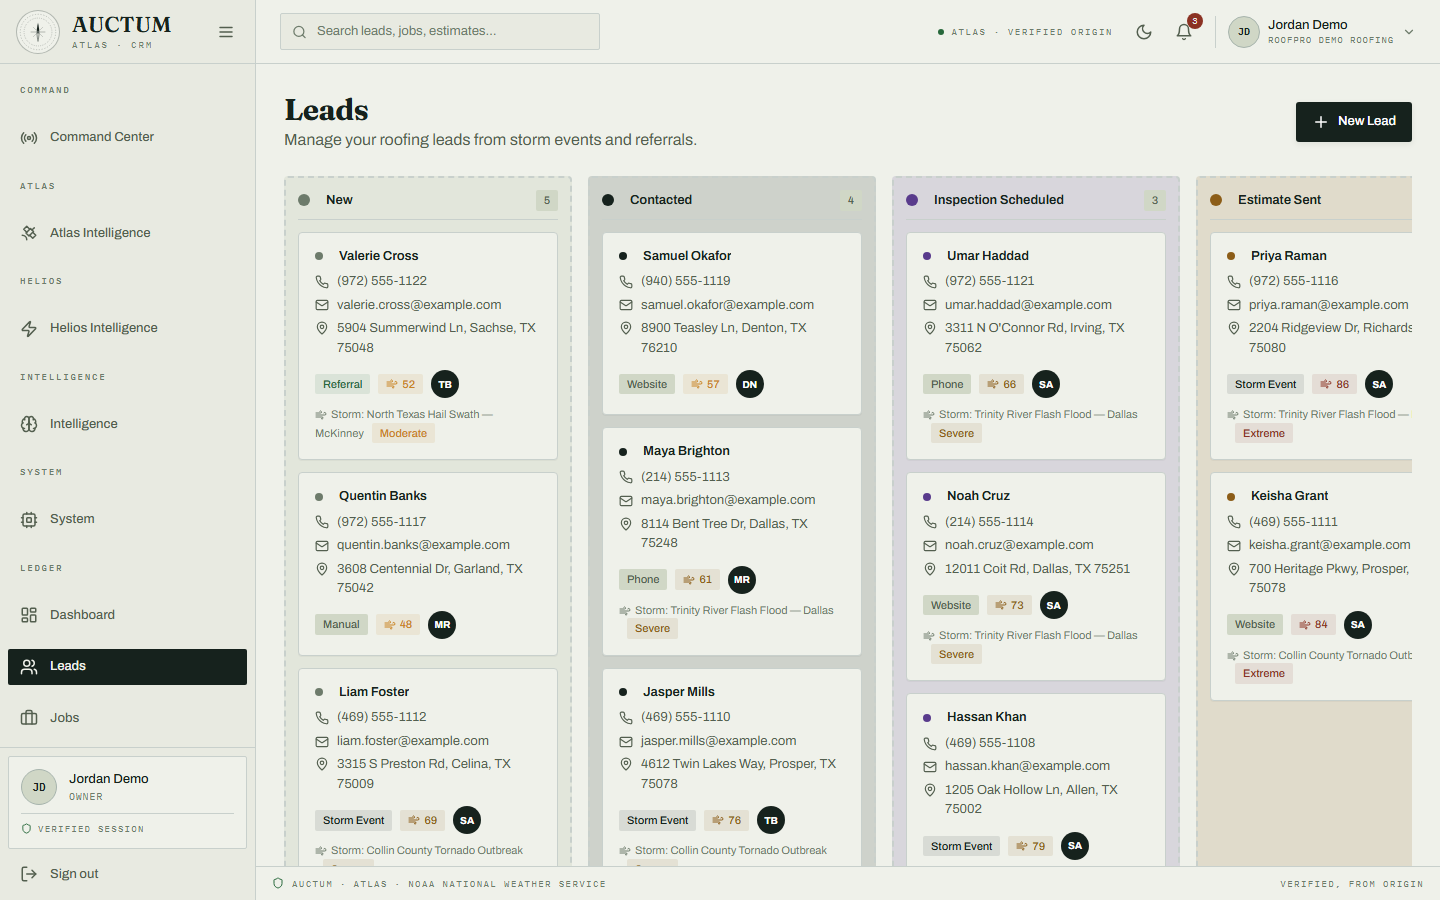 AUCTUM
ATLAS · CRM
Search leads, jobs, estimates...
ATLAS · VERIFIED ORIGIN
3
JD
Jordan Demo
ROOFPRO DEMO ROOFING
COMMAND
Command Center
ATLAS
Atlas Intelligence
HELIOS
Helios Intelligence
INTELLIGENCE
Intelligence
SYSTEM
System
LEDGER
Dashboard
Leads
Jobs
JD
Jordan Demo
OWNER
VERIFIED SESSION
Sign out
Leads
Manage your roofing leads from storm events and referrals.
New Lead
New
5
Valerie Cross
(972) 555-1122
valerie.cross@example.com
5904 Summerwind Ln, Sachse, TX
75048
Referral
52
TB
Storm: North Texas Hail Swath —
McKinney
Moderate
Quentin Banks
(972) 555-1117
quentin.banks@example.com
3608 Centennial Dr, Garland, TX
75042
Manual
48
MR
Liam Foster
(469) 555-1112
liam.foster@example.com
3315 S Preston Rd, Celina, TX
75009
Storm Event
69
SA
Storm: Collin County Tornado Outbreak
Contacted
4
Samuel Okafor
(940) 555-1119
samuel.okafor@example.com
8900 Teasley Ln, Denton, TX
76210
Website
57
DN
Maya Brighton
(214) 555-1113
maya.brighton@example.com
8114 Bent Tree Dr, Dallas, TX
75248
Phone
61
MR
Storm: Trinity River Flash Flood — Dallas
Severe
Jasper Mills
(469) 555-1110
jasper.mills@example.com
4612 Twin Lakes Way, Prosper, TX
75078
Storm Event
76
TB
Storm: Collin County Tornado Outbreak
Inspection Scheduled
3
Umar Haddad
(972) 555-1121
umar.haddad@example.com
3311 N O'Connor Rd, Irving, TX
75062
Phone
66
SA
Storm: Trinity River Flash Flood — Dallas
Severe
Noah Cruz
(214) 555-1114
noah.cruz@example.com
12011 Coit Rd, Dallas, TX 75251
Website
73
SA
Storm: Trinity River Flash Flood — Dallas
Severe
Hassan Khan
(469) 555-1108
hassan.khan@example.com
1205 Oak Hollow Ln, Allen, TX
75002
Storm Event
79
SA
Estimate Sent
Priya Raman
(972) 555-1116
priya.raman@example.com
2204 Ridgeview Dr, Richards
75080
Storm Event
86
SA
Storm: Trinity River Flash Flood —
Extreme
Keisha Grant
(469) 555-1111
keisha.grant@example.com
700 Heritage Pkwy, Prosper,
75078
Website
84
SA
Storm: Collin County Tornado Outb
Extreme
AUCTUM · ATLAS · NOAA NATIONAL WEATHER SERVICE
VERIFIED, FROM ORIGIN